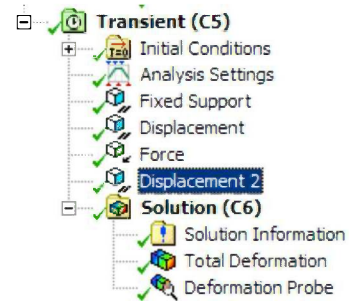 Transient (C5)
T=0
Initial Conditions
Analysis Settings
Fixed Support
Displacement
Force
Displacement 2
Solution (C6)
Solution Information
Total Deformation
Deformation Probe